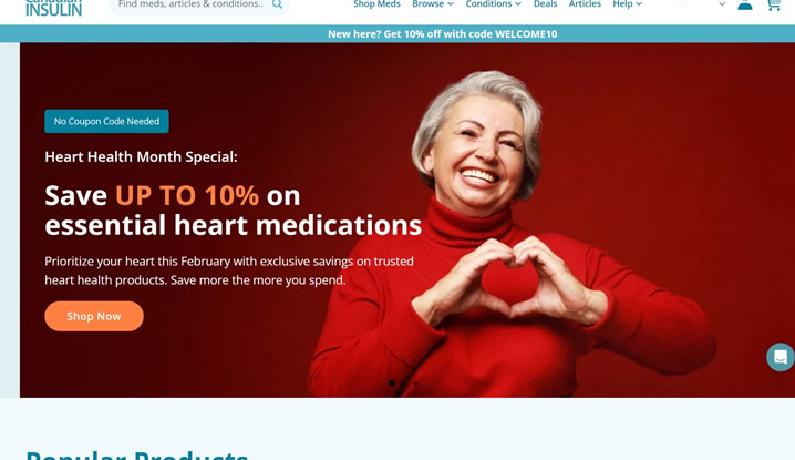 Canadian
INSULIN
Find meds, articles & conditions..
Shop Meds
Browse
Conditions
Deals
Articles
Help
New here? Get 10% off with code WELCOME10
No Coupon Code Needed
Heart Health Month Special:
Save UP TO 10% on
essential heart medications
Prioritize your heart this February with exclusive savings on trusted
heart health products. Save more the more you spend.
Shop Now
Popular Products